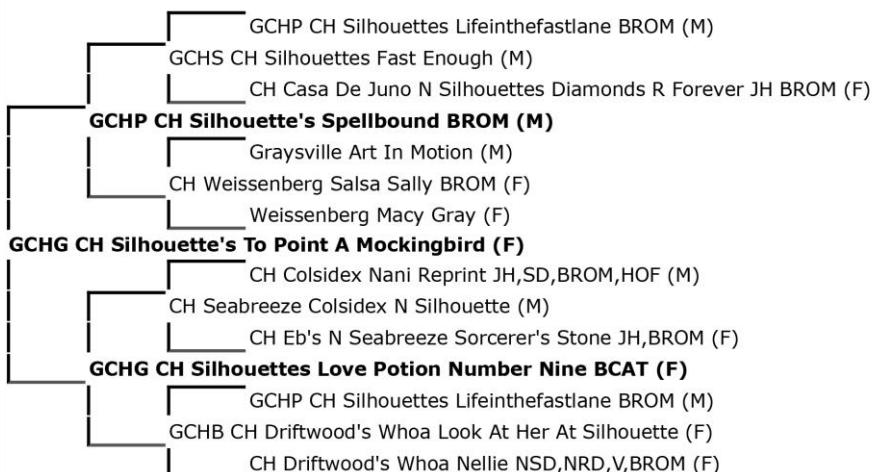 GCHP CH Silhouettes Lifeinthefastlane BROM (M)
GCHS CH Silhouettes Fast Enough (M)
CH Casa De Juno N Silhouettes Diamonds R Forever JH BROM (F)
GCHP CH Silhouette's Spellbound BROM (M)
Graysville Art In Motion (M)
CH Weissenberg Salsa Sally BROM (F)
Weissenberg Macy Gray (F)
GCHG CH Silhouette's To Point A Mockingbird (F)
CH Colsidex Nani Reprint JH,SD,BROM,HOF (M)
CH Seabreeze Colsidex N Silhouette (M)
CH Eb's N Seabreeze Sorcerer's Stone JH,BROM (F)
GCHG CH Silhouettes Love Potion Number Nine BCAT (F)
GCHP CH Silhouettes Lifeinthefastlane BROM (M)
GCHB CH Driftwood's Whoa Look At Her At Silhouette (F)
CH Driftwood's Whoa Nellie NSD,NRD,V,BROM (F)